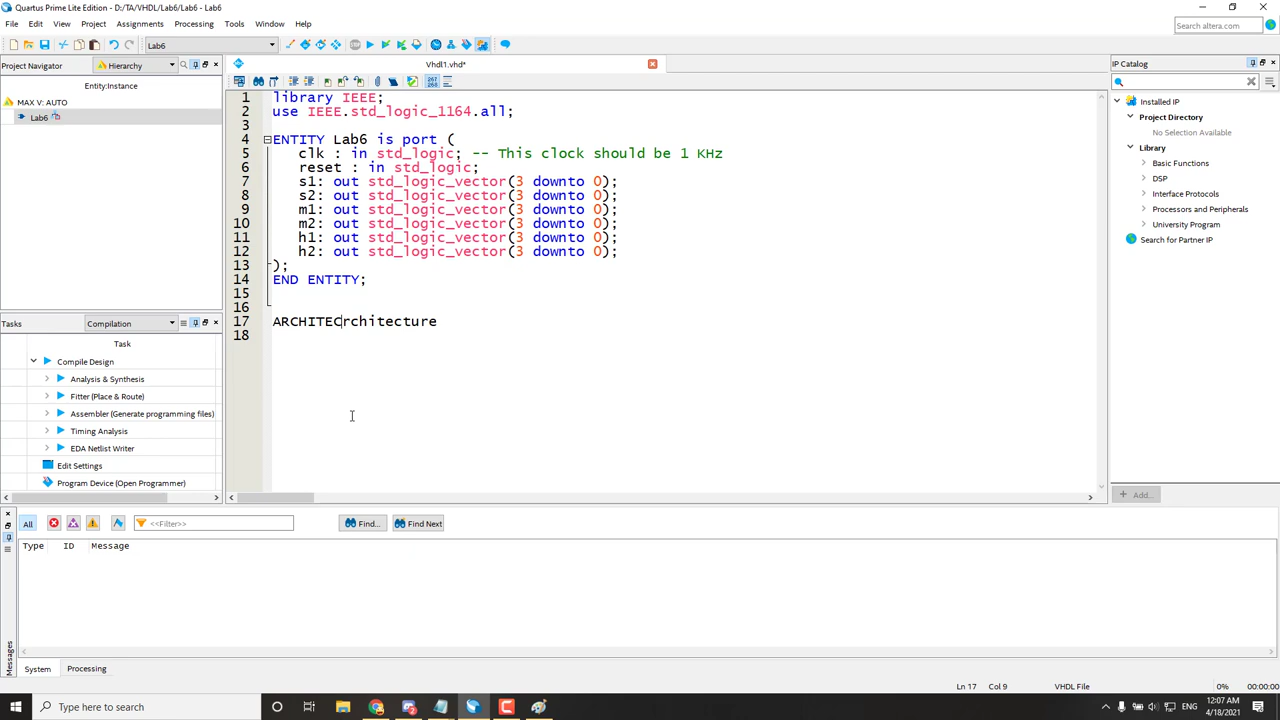 Quartus Prime Lite Edition - D:/TA/VHDL/Lab6/Lab6 - Lab6
File Edit View Project Assignments Processing Tools Window Help
Search altera.com
Lab6
Project Navigator Hierarchy
Vhdl1.vhd*
IP Catalog
Entity:Instance
MAX V: AUTO
Lab6
267
268
Installed IP
Project Directory
No Selection Available
Library
Basic Functions
DSP
Interface Protocols
Processors and Peripherals
University Program
Search for Partner IP
Add...
1 library IEEE;
2 use IEEE.std_logic_1164.all;
3
4 ENTITY Lab6 is port (
5 clk : in std_logic; -- This clock should be 1 KHz
6 reset : in std_logic;
7 s1: out std_logic_vector(3 downto 0);
8 s2: out std_logic_vector(3 downto 0);
9 m1: out std_logic_vector(3 downto 0);
10 m2: out std_logic_vector(3 downto 0);
11 h1: out std_logic_vector(3 downto 0);
12 h2: out std_logic_vector(3 downto 0);
13 );
14 END ENTITY;
15
16
17 ARCHITECrchitecture
18
Tasks Compilation
Task
Compile Design
Analysis & Synthesis
Fitter (Place & Route)
Assembler (Generate programming files)
Timing Analysis
EDA Netlist Writer
Edit Settings
Program Device (Open Programmer)
All <<Filter>> Find... Find Next
Type ID Message
Messages
System Processing
Ln 17 Col 9 VHDL File 0% 00:00:00
Type here to search
ENG
12:07 AM
4/18/2021